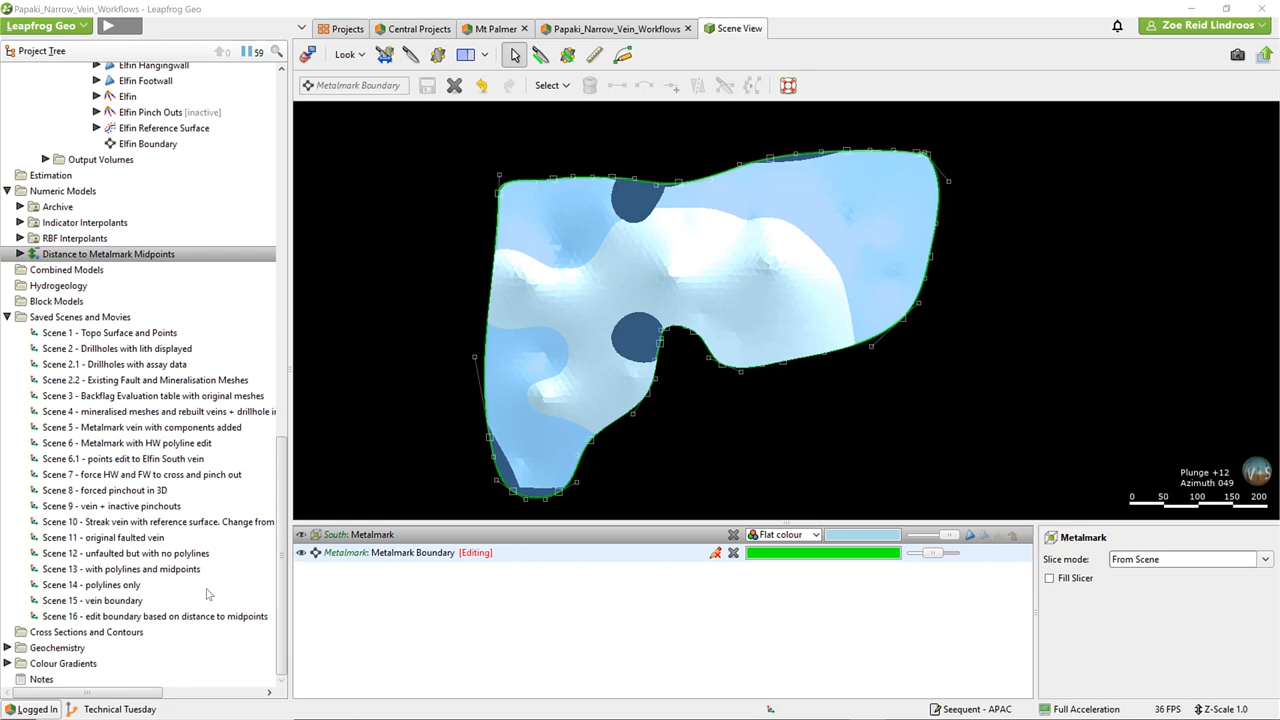 Papaki_Narrow_Vein_Workflows - Leapfrog Geo
Leapfrog Geo
Projects
Central Projects
Mt Palmer
Papaki_Narrow_Vein_Workflows
Scene View
Zoe Reid Lindroos
Project Tree
0
59
Look
Metalmark Boundary
Select
Elfin Hangingwall
Elfin Footwall
Elfin
Elfin Pinch Outs [inactive]
Elfin Reference Surface
Elfin Boundary
Output Volumes
Estimation
Numeric Models
Archive
Indicator Interpolants
RBF Interpolants
Distance to Metalmark Midpoints
Combined Models
Hydrogeology
Block Models
Saved Scenes and Movies
Scene 1 - Topo Surface and Points
Scene 2 - Drillholes with lith displayed
Scene 2.1 - Drillholes with assay data
Scene 2.2 - Existing Fault and Mineralisation Meshes
Scene 3 - Backflag Evaluation table with original meshes
Scene 4 - mineralised meshes and rebuilt veins + drillhole in
Scene 5 - Metalmark vein with components added
Scene 6 - Metalmark with HW polyline edit
Scene 6.1 - points edit to Elfin South vein
Scene 7 - force HW and FW to cross and pinch out
Scene 8 - forced pinchout in 3D
Scene 9 - vein + inactive pinchouts
Scene 10 - Streak vein with reference surface. Change from
Scene 11 - original faulted vein
Scene 12 - unfaulted but with no polylines
Scene 13 - with polylines and midpoints
Scene 14 - polylines only
Scene 15 - vein boundary
Scene 16 - edit boundary based on distance to midpoints
Cross Sections and Contours
Geochemistry
Colour Gradients
Notes
Plunge +12
Azimuth 049
0 50 100 150 200
South: Metalmark
Flat colour
Metalmark: Metalmark Boundary [Editing]
Metalmark
Slice mode: From Scene
Fill Slicer
Logged In
Technical Tuesday
Seequent - APAC
Full Acceleration
36 FPS
Z-Scale 1.0